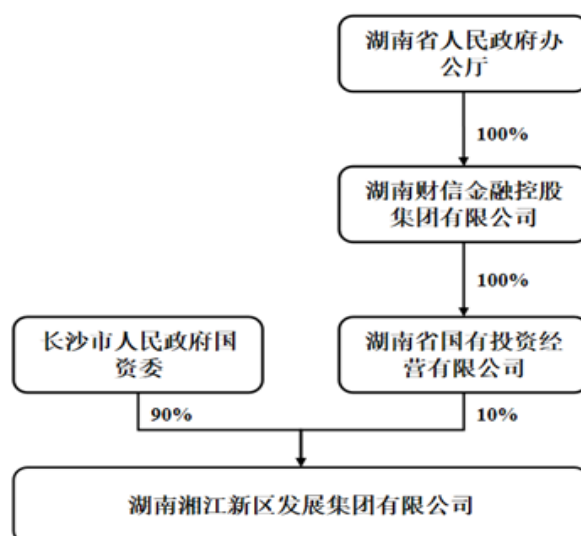 湖南省人民政府办
公厅
100%
湖南财信金融控股
集团有限公司
100%
长沙市人民政府国
资委
湖南省国有投资经
营有限公司
90%
10%
湖南湘江新区发展集团有限公司